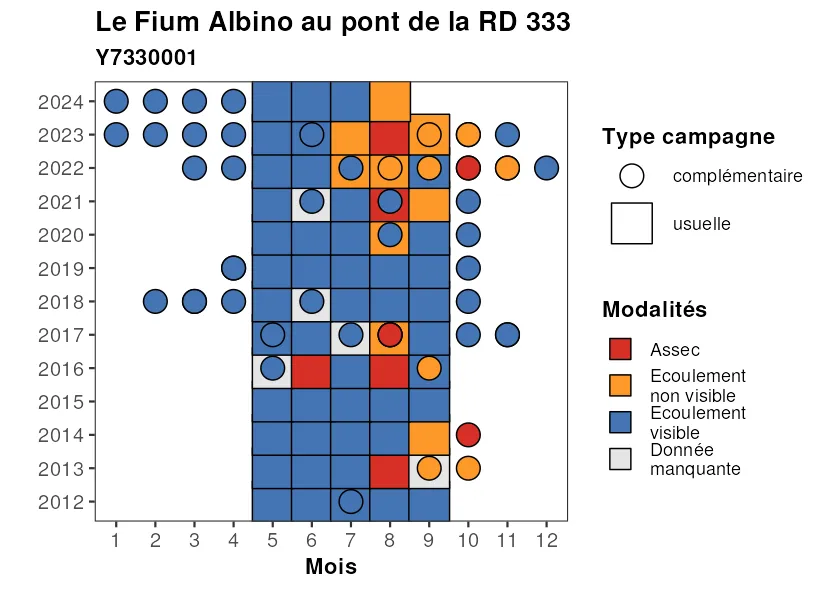 Le Fium Albino au pont de la RD 333
Y7330001
2024
2023
2022
2021
2020
2019
2018
2017
2016
2015
2014
2013
2012
1 2 3 4 5 6 7 8 9 10 11 12
Mois
Type campagne
complémentaire
usuelle
Modalités
Assec
Ecoulement
non visible
Ecoulement
visible
Donnée
manquante